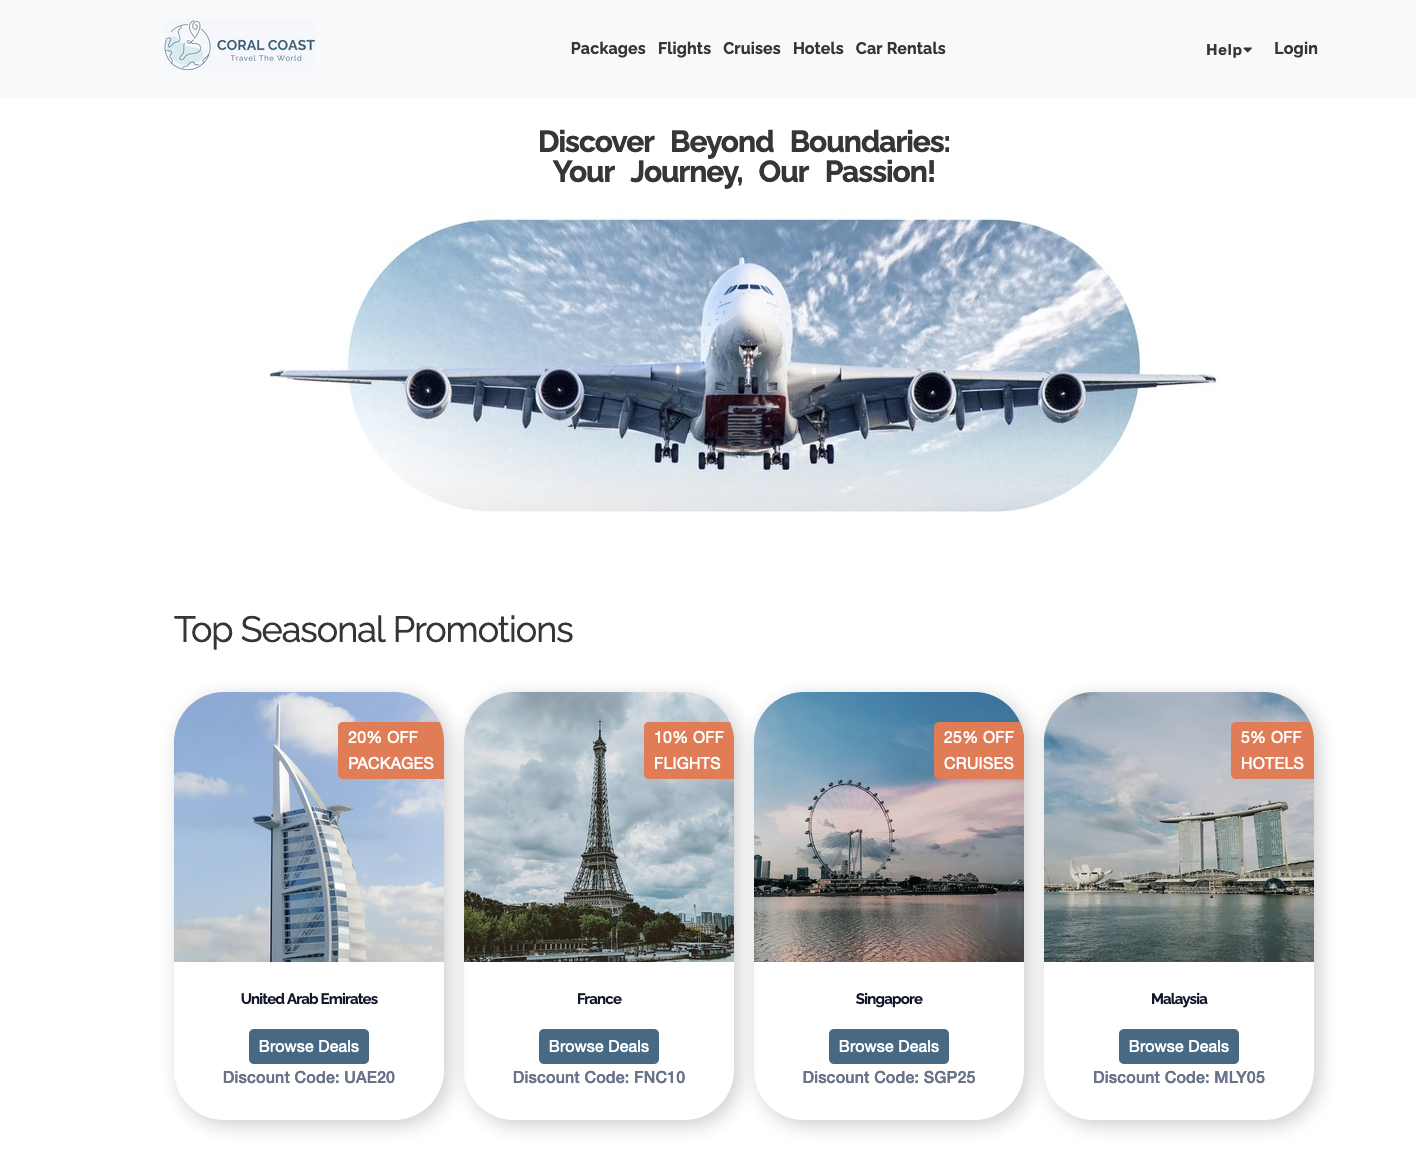 CORAL COAST
Travel The World
Packages Flights Cruises Hotels Car Rentals
Help Login
Discover Beyond Boundaries:
Your Journey, Our Passion!
Top Seasonal Promotions
20% OFF
PACKAGES
10% OFF
FLIGHTS
25% OFF
CRUISES
5% OFF
HOTELS
United Arab Emirates
Browse Deals
Discount Code: UAE20
France
Browse Deals
Discount Code: FNC10
Singapore
Browse Deals
Discount Code: SGP25
Malaysia
Browse Deals
Discount Code: MLY05